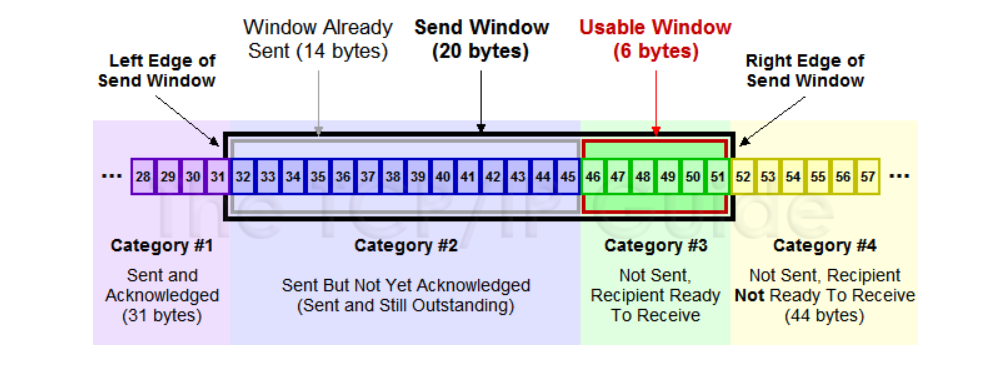 Window Already
Sent (14 bytes)
Send Window
(20 bytes)
Usable Window
(6 bytes)
Left Edge of
Send Window
Right Edge of
Send Window
... 28 29 30 31 32 33 34 35 36 37 38 39 40 41 42 43 44 45 46 47 48 49 50 51 52 53 54 55 56 57 ...
The TCP/IP Guide
Category #1
Sent and
Acknowledged
(31 bytes)
Category #2
Sent But Not Yet Acknowledged
(Sent and Still Outstanding)
Category #3
Not Sent,
Recipient Ready
To Receive
Category #4
Not Sent, Recipient
Not Ready To Receive
(44 bytes)